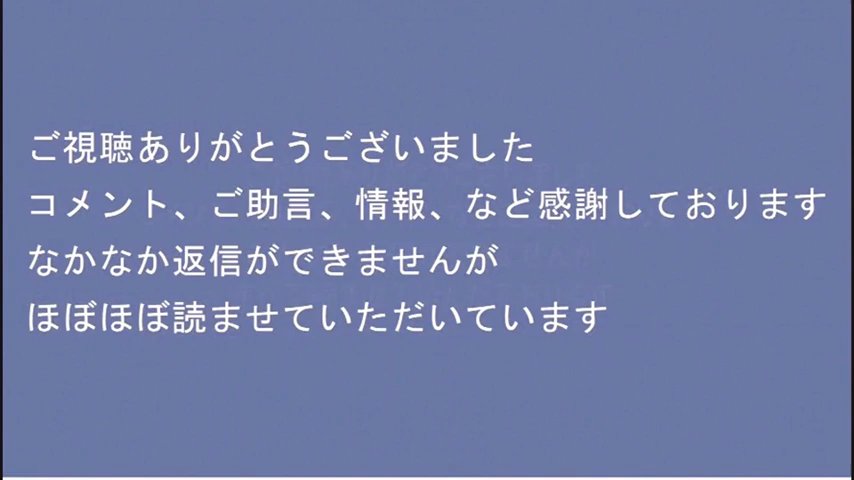 ご視聴ありがとうございました
コメント、ご助言、情報、など感謝しております
なかなか返信ができませんが
ほぼほぼ読ませていただいています